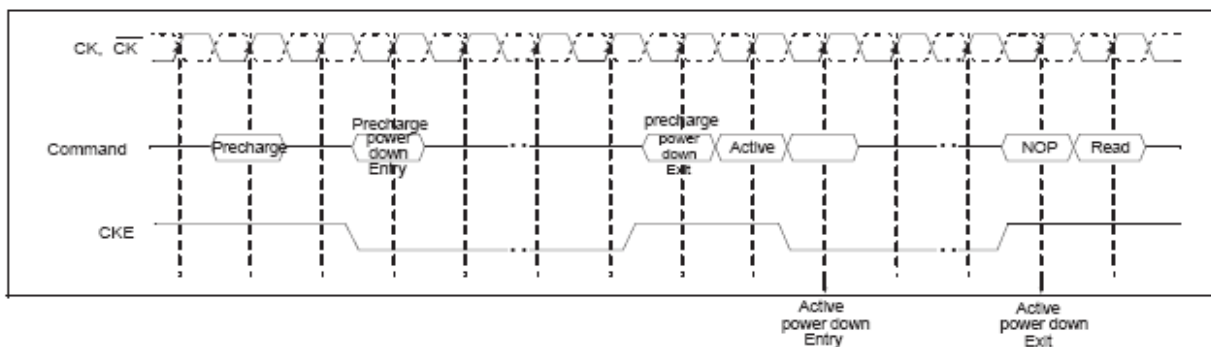 CK, CK
Command
Precharge
Precharge
power
down
Entry
precharge
power
down
Exit
Active
NOP
Read
CKE
Active
power down
Entry
Active
power down
Exit